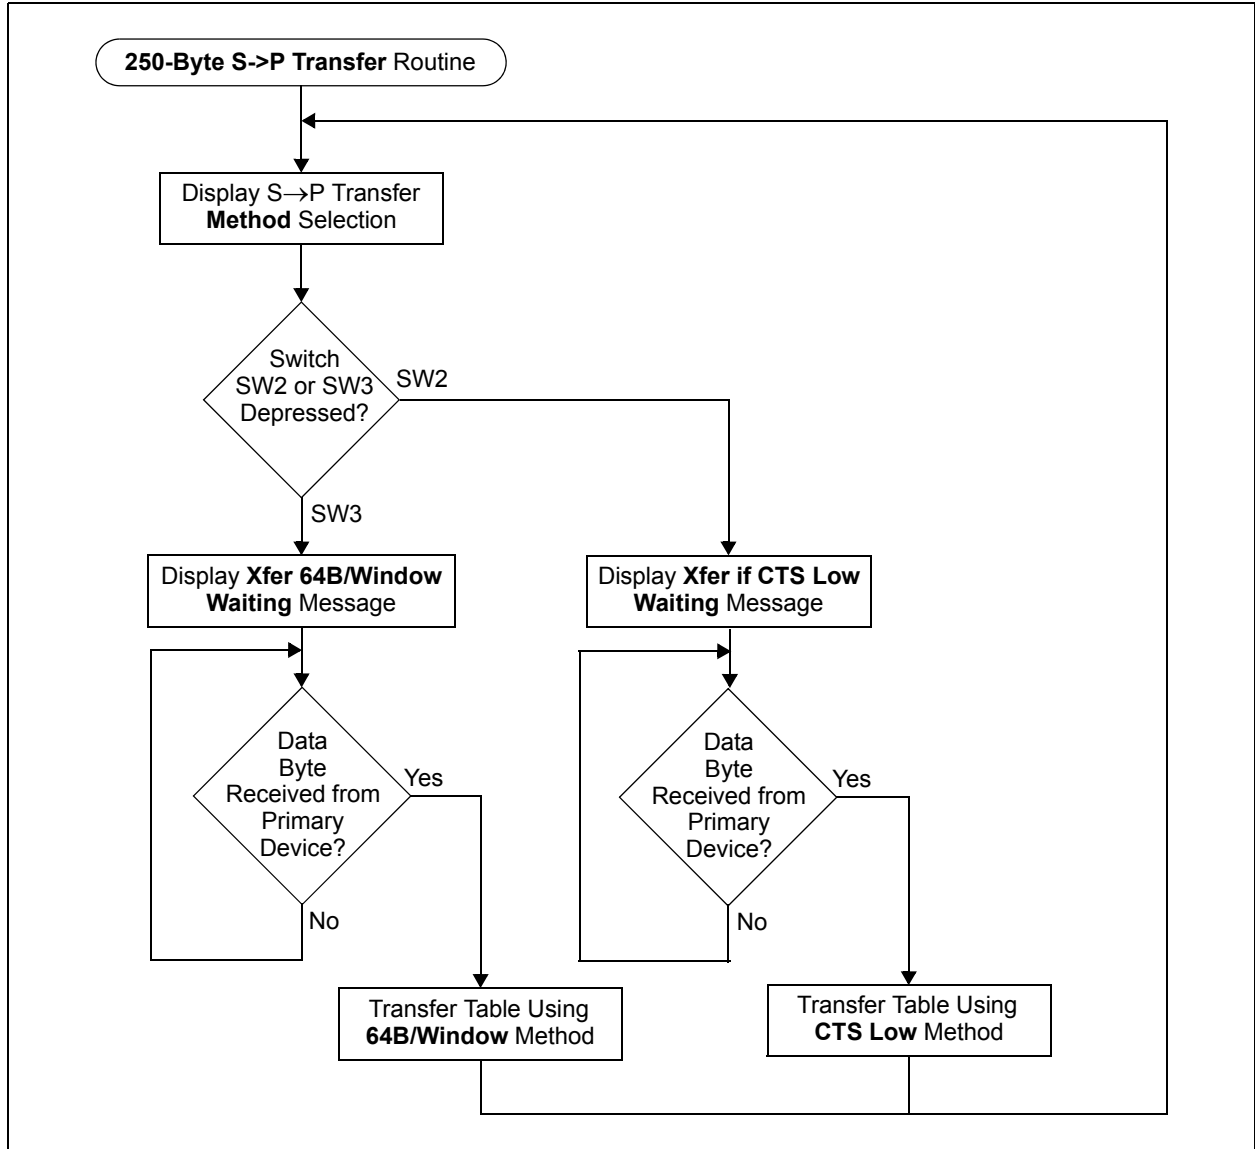 250-Byte S->P Transfer Routine
Display S→P Transfer
Method Selection
Switch
SW2 or SW3
Depressed?
SW2
SW3
Display Xfer 64B/Window
Waiting Message
Display Xfer if CTS Low
Waiting Message
Data
Byte
Received from
Primary
Device?
Yes
No
Data
Byte
Received from
Primary
Device?
Yes
No
Transfer Table Using
64B/Window Method
Transfer Table Using
CTS Low Method